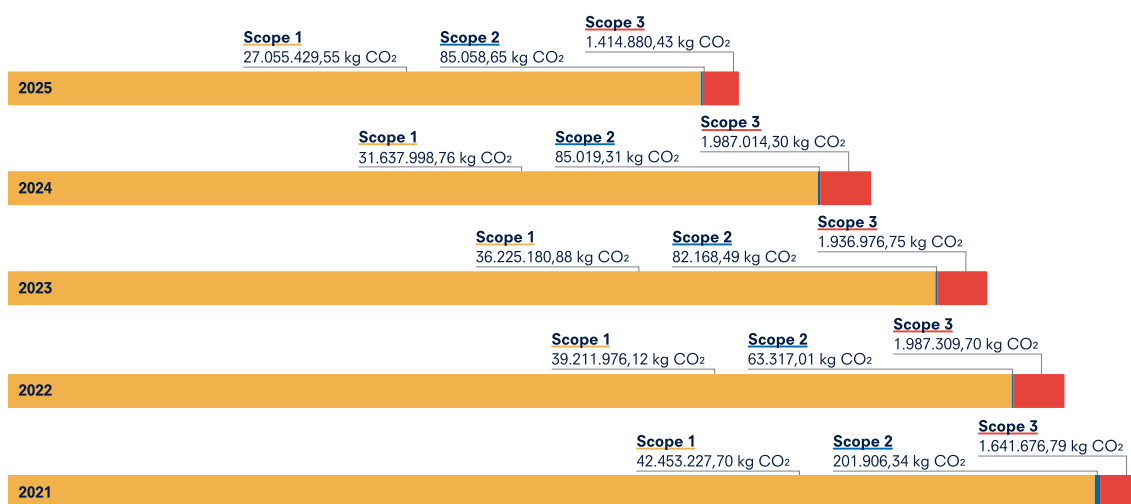 Scope 1
27.055.429,55 kg CO₂
Scope 2
85.058,65 kg CO₂
Scope 3
1.414.880,43 kg CO₂
2025
Scope 1
31.637.998,76 kg CO₂
Scope 2
85.019,31 kg CO₂
Scope 3
1.987.014,30 kg CO₂
2024
Scope 1
36.225.180,88 kg CO₂
Scope 2
82.168,49 kg CO₂
Scope 3
1.936.976,75 kg CO₂
2023
Scope 1
39.211.976,12 kg CO₂
Scope 2
63.317,01 kg CO₂
Scope 3
1.987.309,70 kg CO₂
2022
Scope 1
42.453.227,70 kg CO₂
Scope 2
201.906,34 kg CO₂
Scope 3
1.641.676,79 kg CO₂
2021